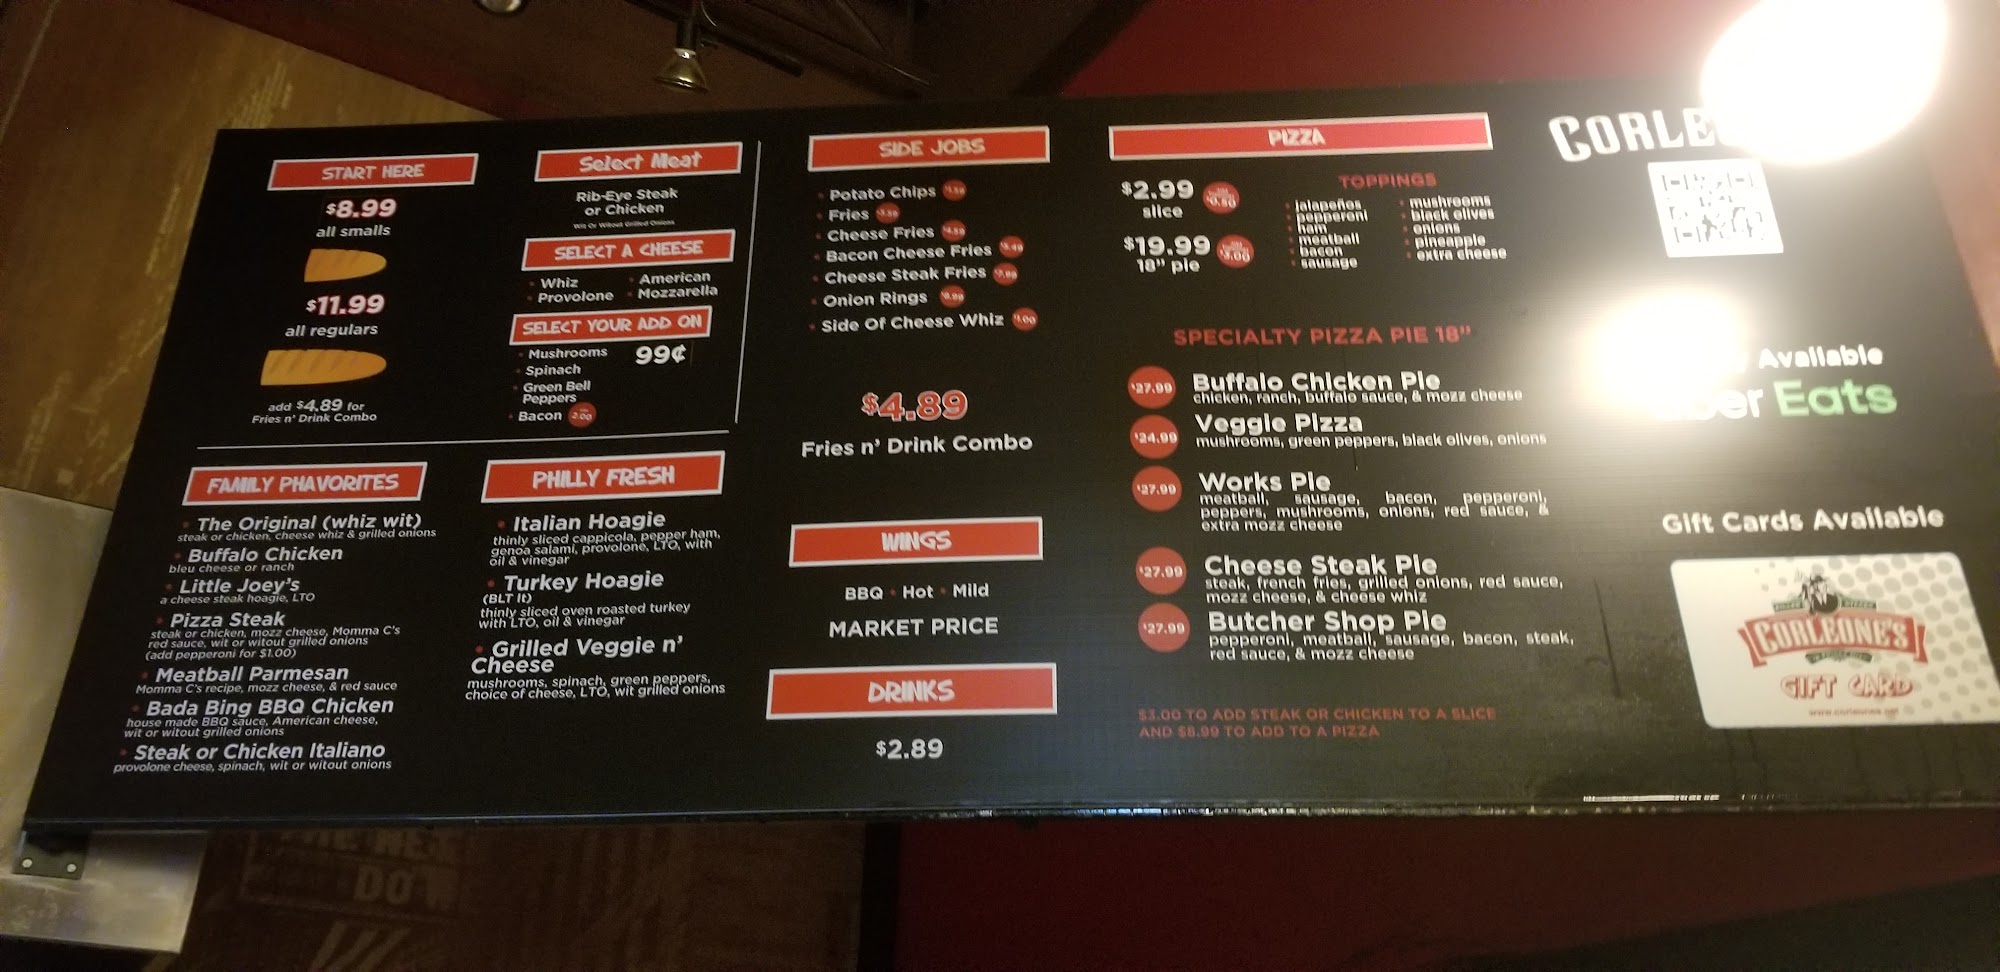 START HERE
$8.99
all smalls
$11.99
all regulars
add $4.89 for
Fries n' Drink Combo
Select Meat
Rib-Eye Steak
or Chicken
Wit Or Witout Grilled Onions
SELECT A CHEESE
• Whiz • American
• Provolone • Mozzarella
SELECT YOUR ADD ON
• Mushrooms 99¢
• Spinach
• Green Bell
Peppers
• Bacon 2.00
FAMILY PHAVORITES
• The Original (whiz wit)
steak or chicken, cheese whiz & grilled onions
• Buffalo Chicken
bleu cheese or ranch
• Little Joey's
a cheese steak hoagie, LTO
• Pizza Steak
steak or chicken, mozz cheese, Momma C's
red sauce, wit or witout grilled onions
(add pepperoni for $1.00)
• Meatball Parmesan
Momma C's recipe, mozz cheese, & red sauce
• Bada Bing BBQ Chicken
house made BBQ sauce, American cheese,
wit or witout grilled onions
• Steak or Chicken Italiano
provolone cheese, spinach, wit or witout onions
PHILLY FRESH
• Italian Hoagie
thinly sliced cappicola, pepper ham,
genoa salami, provolone, LTO, with
oil & vinegar
• Turkey Hoagie
(BLT It)
thinly sliced oven roasted turkey
with LTO, oil & vinegar
• Grilled Veggie n'
Cheese
mushrooms, spinach, green peppers,
choice of cheese, LTO, wit grilled onions
SIDE JOBS
• Potato Chips
• Fries
• Cheese Fries
• Bacon Cheese Fries
• Cheese Steak Fries
• Onion Rings
• Side Of Cheese Whiz $1.00
$4.89
Fries n' Drink Combo
WINGS
BBQ • Hot • Mild
MARKET PRICE
DRINKS
$2.89
PIZZA
$2.99
slice
$19.99
18" pie
TOPPINGS
• jalapeños
• pepperoni
• ham
• meatball
• bacon
• sausage
• mushrooms
• black olives
• onions
• pineapple
• extra cheese
SPECIALTY PIZZA PIE 18"
$27.99 Buffalo Chicken Pie
chicken, ranch, buffalo sauce, & mozz cheese
$24.99 Veggie Pizza
mushrooms, green peppers, black olives, onions
$27.99 Works Pie
meatball, sausage, bacon, pepperoni,
peppers, mushrooms, onions, red sauce, &
extra mozz cheese
$27.99 Cheese Steak Pie
steak, french fries, grilled onions, red sauce,
mozz cheese, & cheese whiz
$27.99 Butcher Shop Pie
pepperoni, meatball, sausage, bacon, steak,
red sauce, & mozz cheese
$3.00 TO ADD STEAK OR CHICKEN TO A SLICE
AND $8.99 TO ADD TO A PIZZA
CORLE
Available
er Eats
Gift Cards Available
CORLEONE'S
GIFT CARD
www.corleones.net